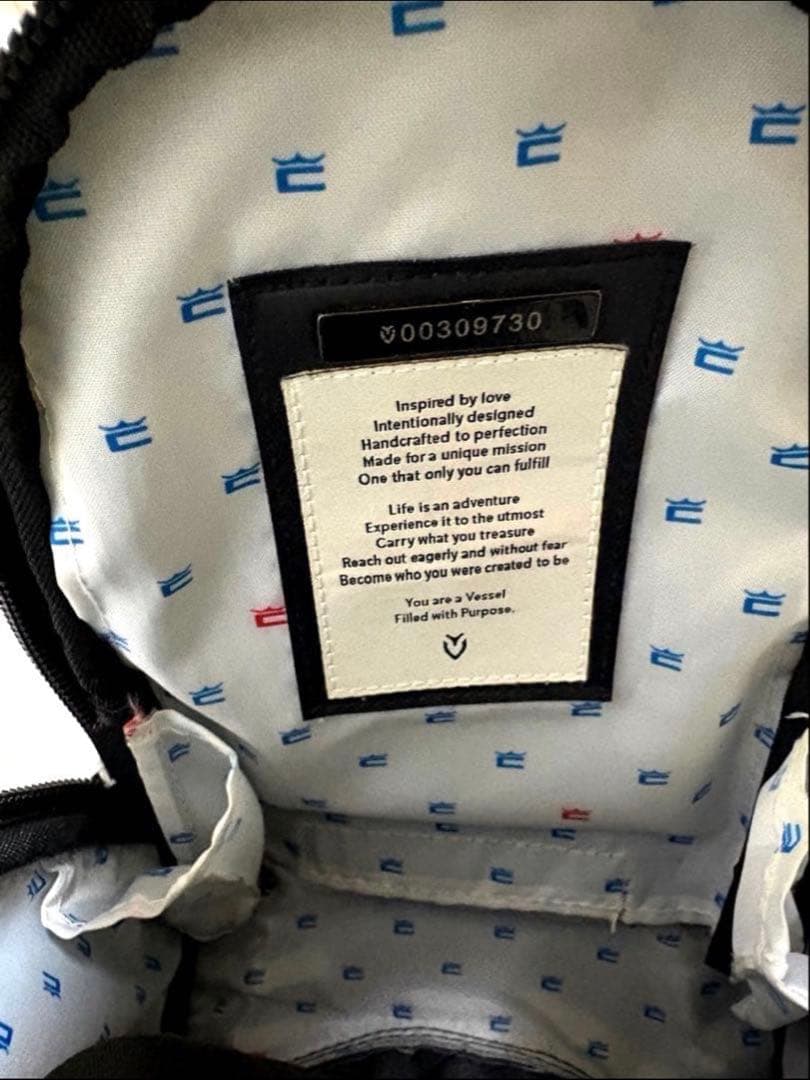 00309730
Inspired by love
Intentionally designed
Handcrafted to perfection
Made for a unique mission
One that only you can fulfill
Life is an adventure
Experience it to the utmost
Carry what you treasure
Reach out eagerly and without fear
Become who you were created to be
You are a Vessel
Filled with Purpose.